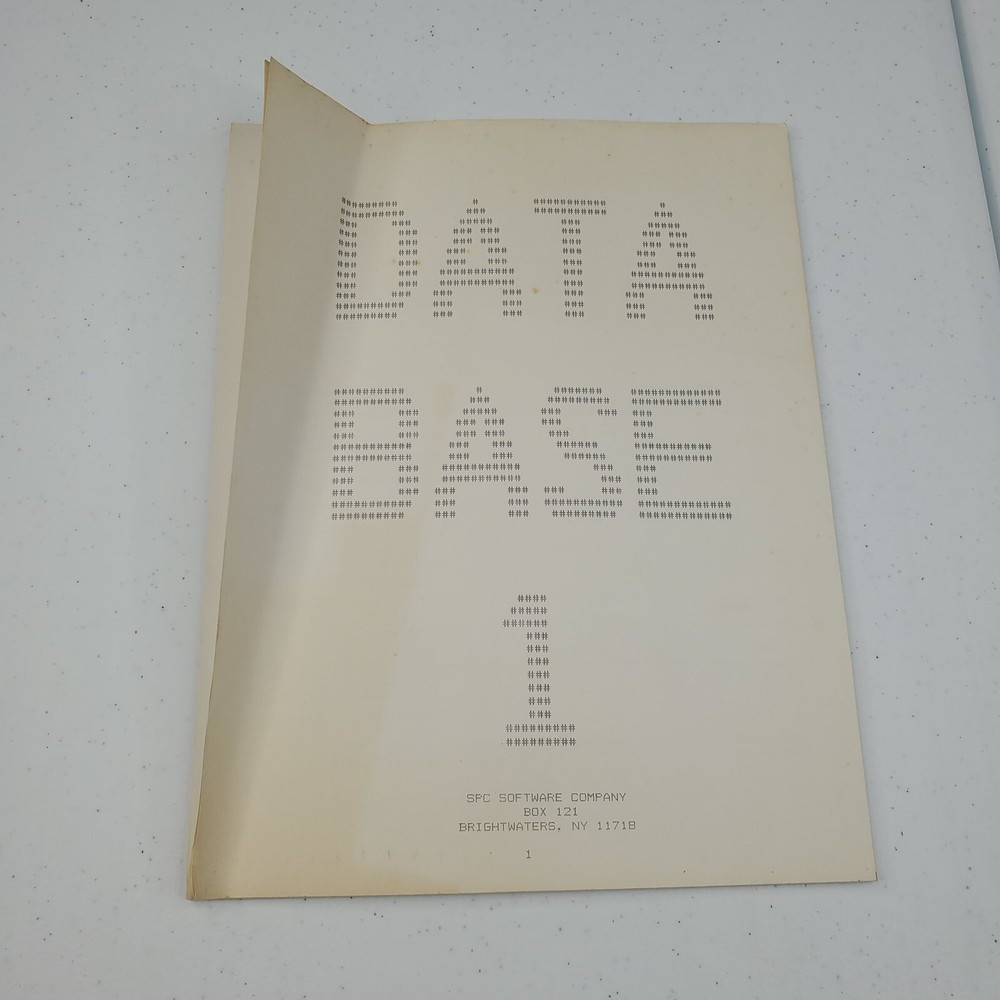 DATA
BASE
1
SPC SOFTWARE COMPANY
BOX 121
BRIGHTWATERS, NY 11718
1